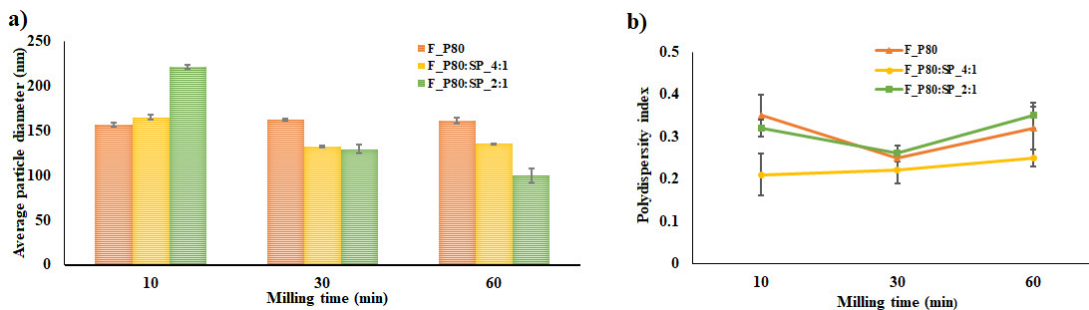 a)
Average particle diameter (nm)
250
200
150
100
50
0
F_P80
F_P80:SP_4:1
F_P80:SP_2:1
10
30
60
Milling time (min)
b)
Polydispersity index
0.5
0.4
0.3
0.2
0.1
0
F_P80
F_P80:SP_4:1
F_P80:SP_2:1
10
30
60
Milling time (min)